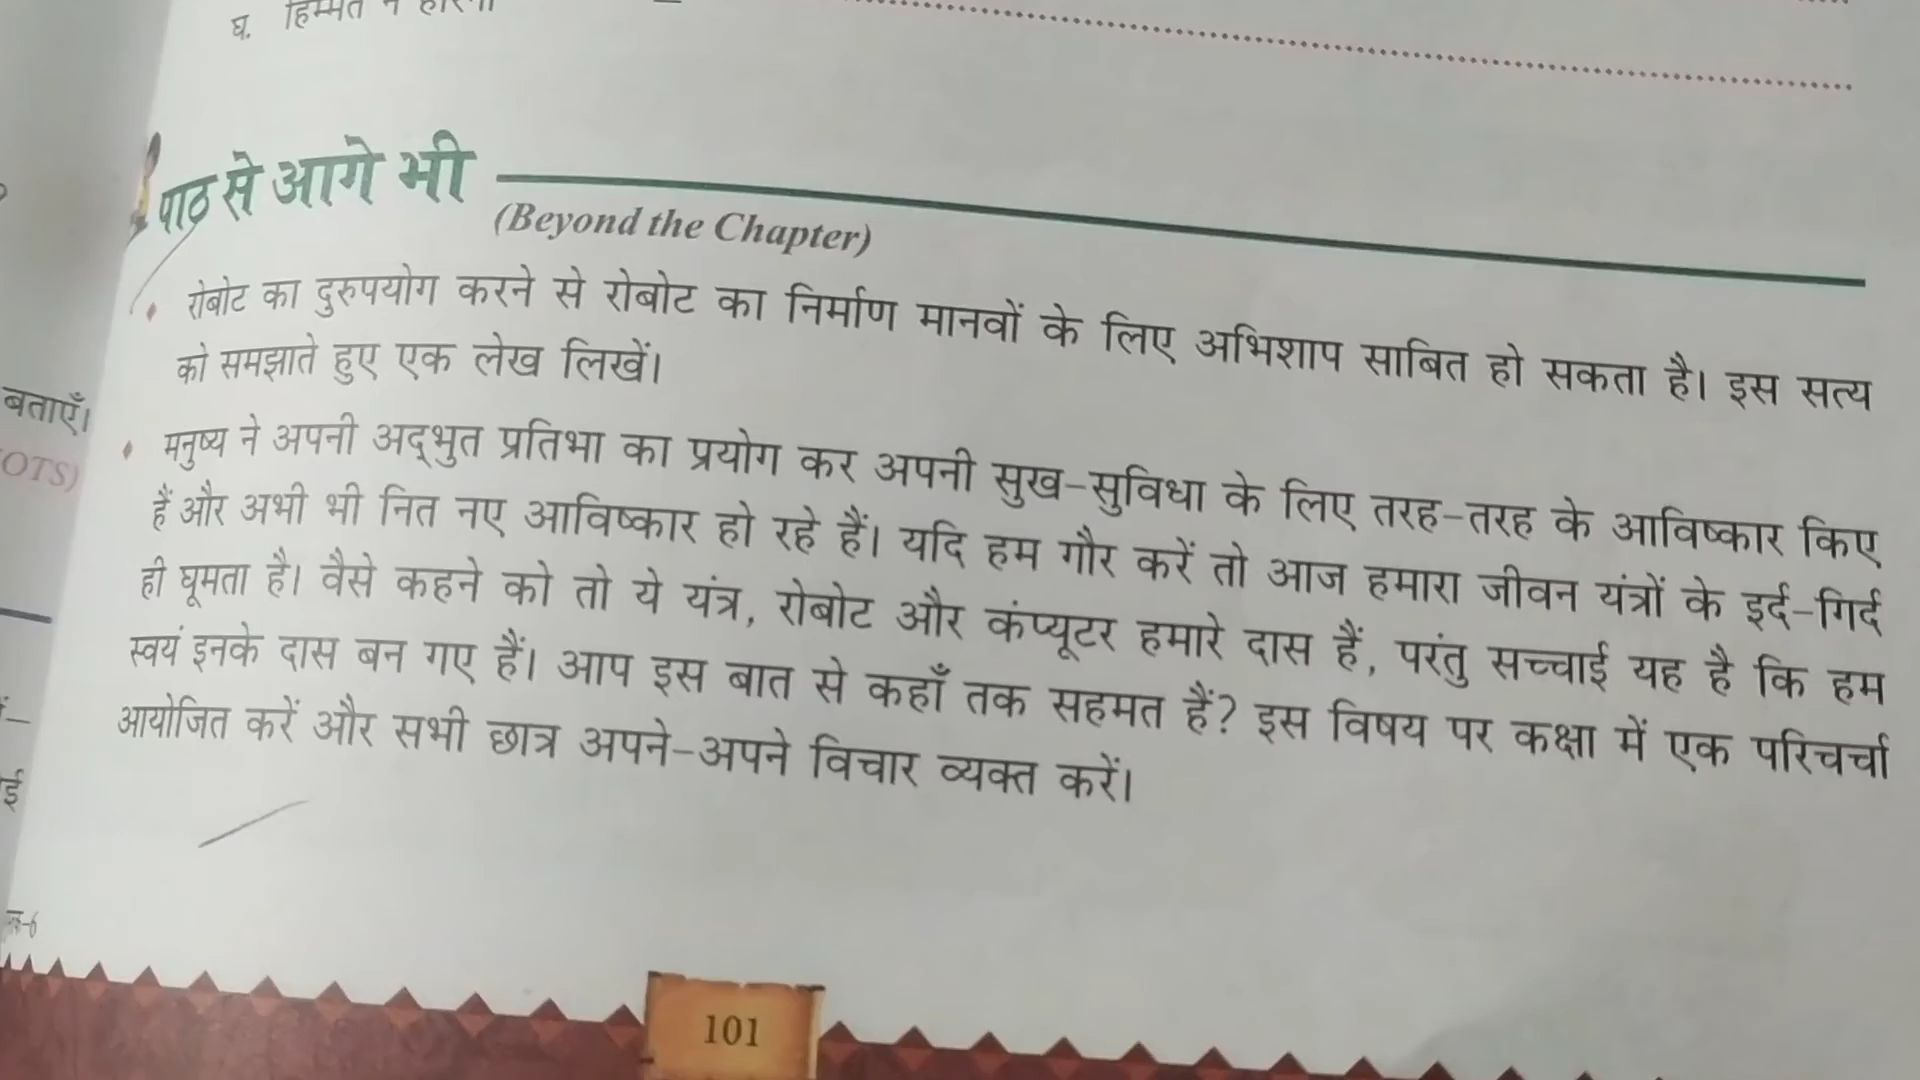 घ. हिम्मत न हारना
पाठ से आगे भी
(Beyond the Chapter)
रोबोट का दुरुपयोग करने से रोबोट का निर्माण मानवों के लिए अभिशाप साबित हो सकता है। इस सत्य
को समझाते हुए एक लेख लिखें।
बताएँ।
OTS)
मनुष्य ने अपनी अद्‌भुत प्रतिभा का प्रयोग कर अपनी सुख-सुविधा के लिए तरह-तरह के आविष्कार किए
हैं और अभी भी नित नए आविष्कार हो रहे हैं। यदि हम गौर करें तो आज हमारा जीवन यंत्रों के इर्द-गिर्द
ही घूमता है। वैसे कहने को तो ये यंत्र, रोबोट और कंप्यूटर हमारे दास हैं, परंतु सच्चाई यह है कि हम
स्वयं इनके दास बन गए हैं। आप इस बात से कहाँ तक सहमत हैं? इस विषय पर कक्षा में एक परिचर्चा
आयोजित करें और सभी छात्र अपने-अपने विचार व्यक्त करें।
101